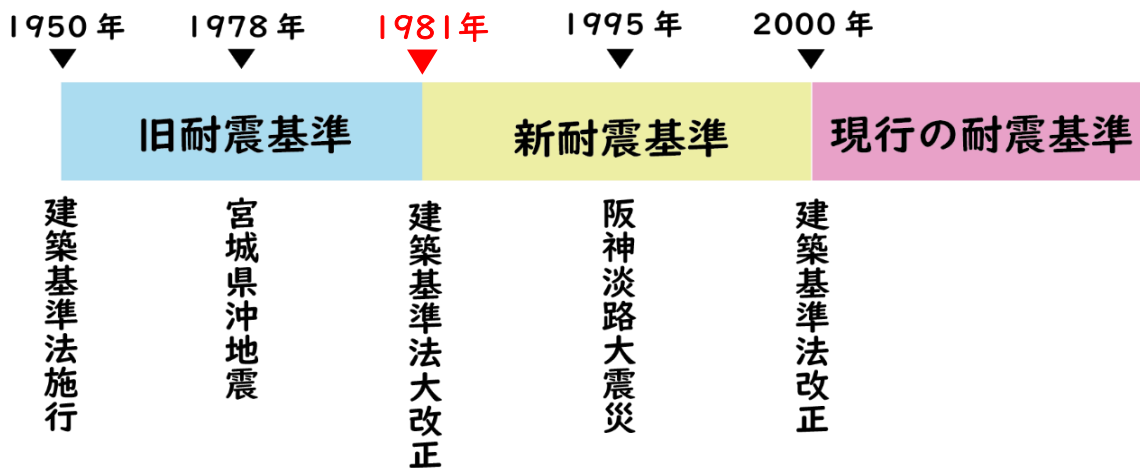 1950年
1978年
1981年
1995年
2000年
旧耐震基準
新耐震基準
現行の耐震基準
建築基準法施行
宮城県沖地震
建築基準法大改正
阪神淡路大震災
建築基準法改正